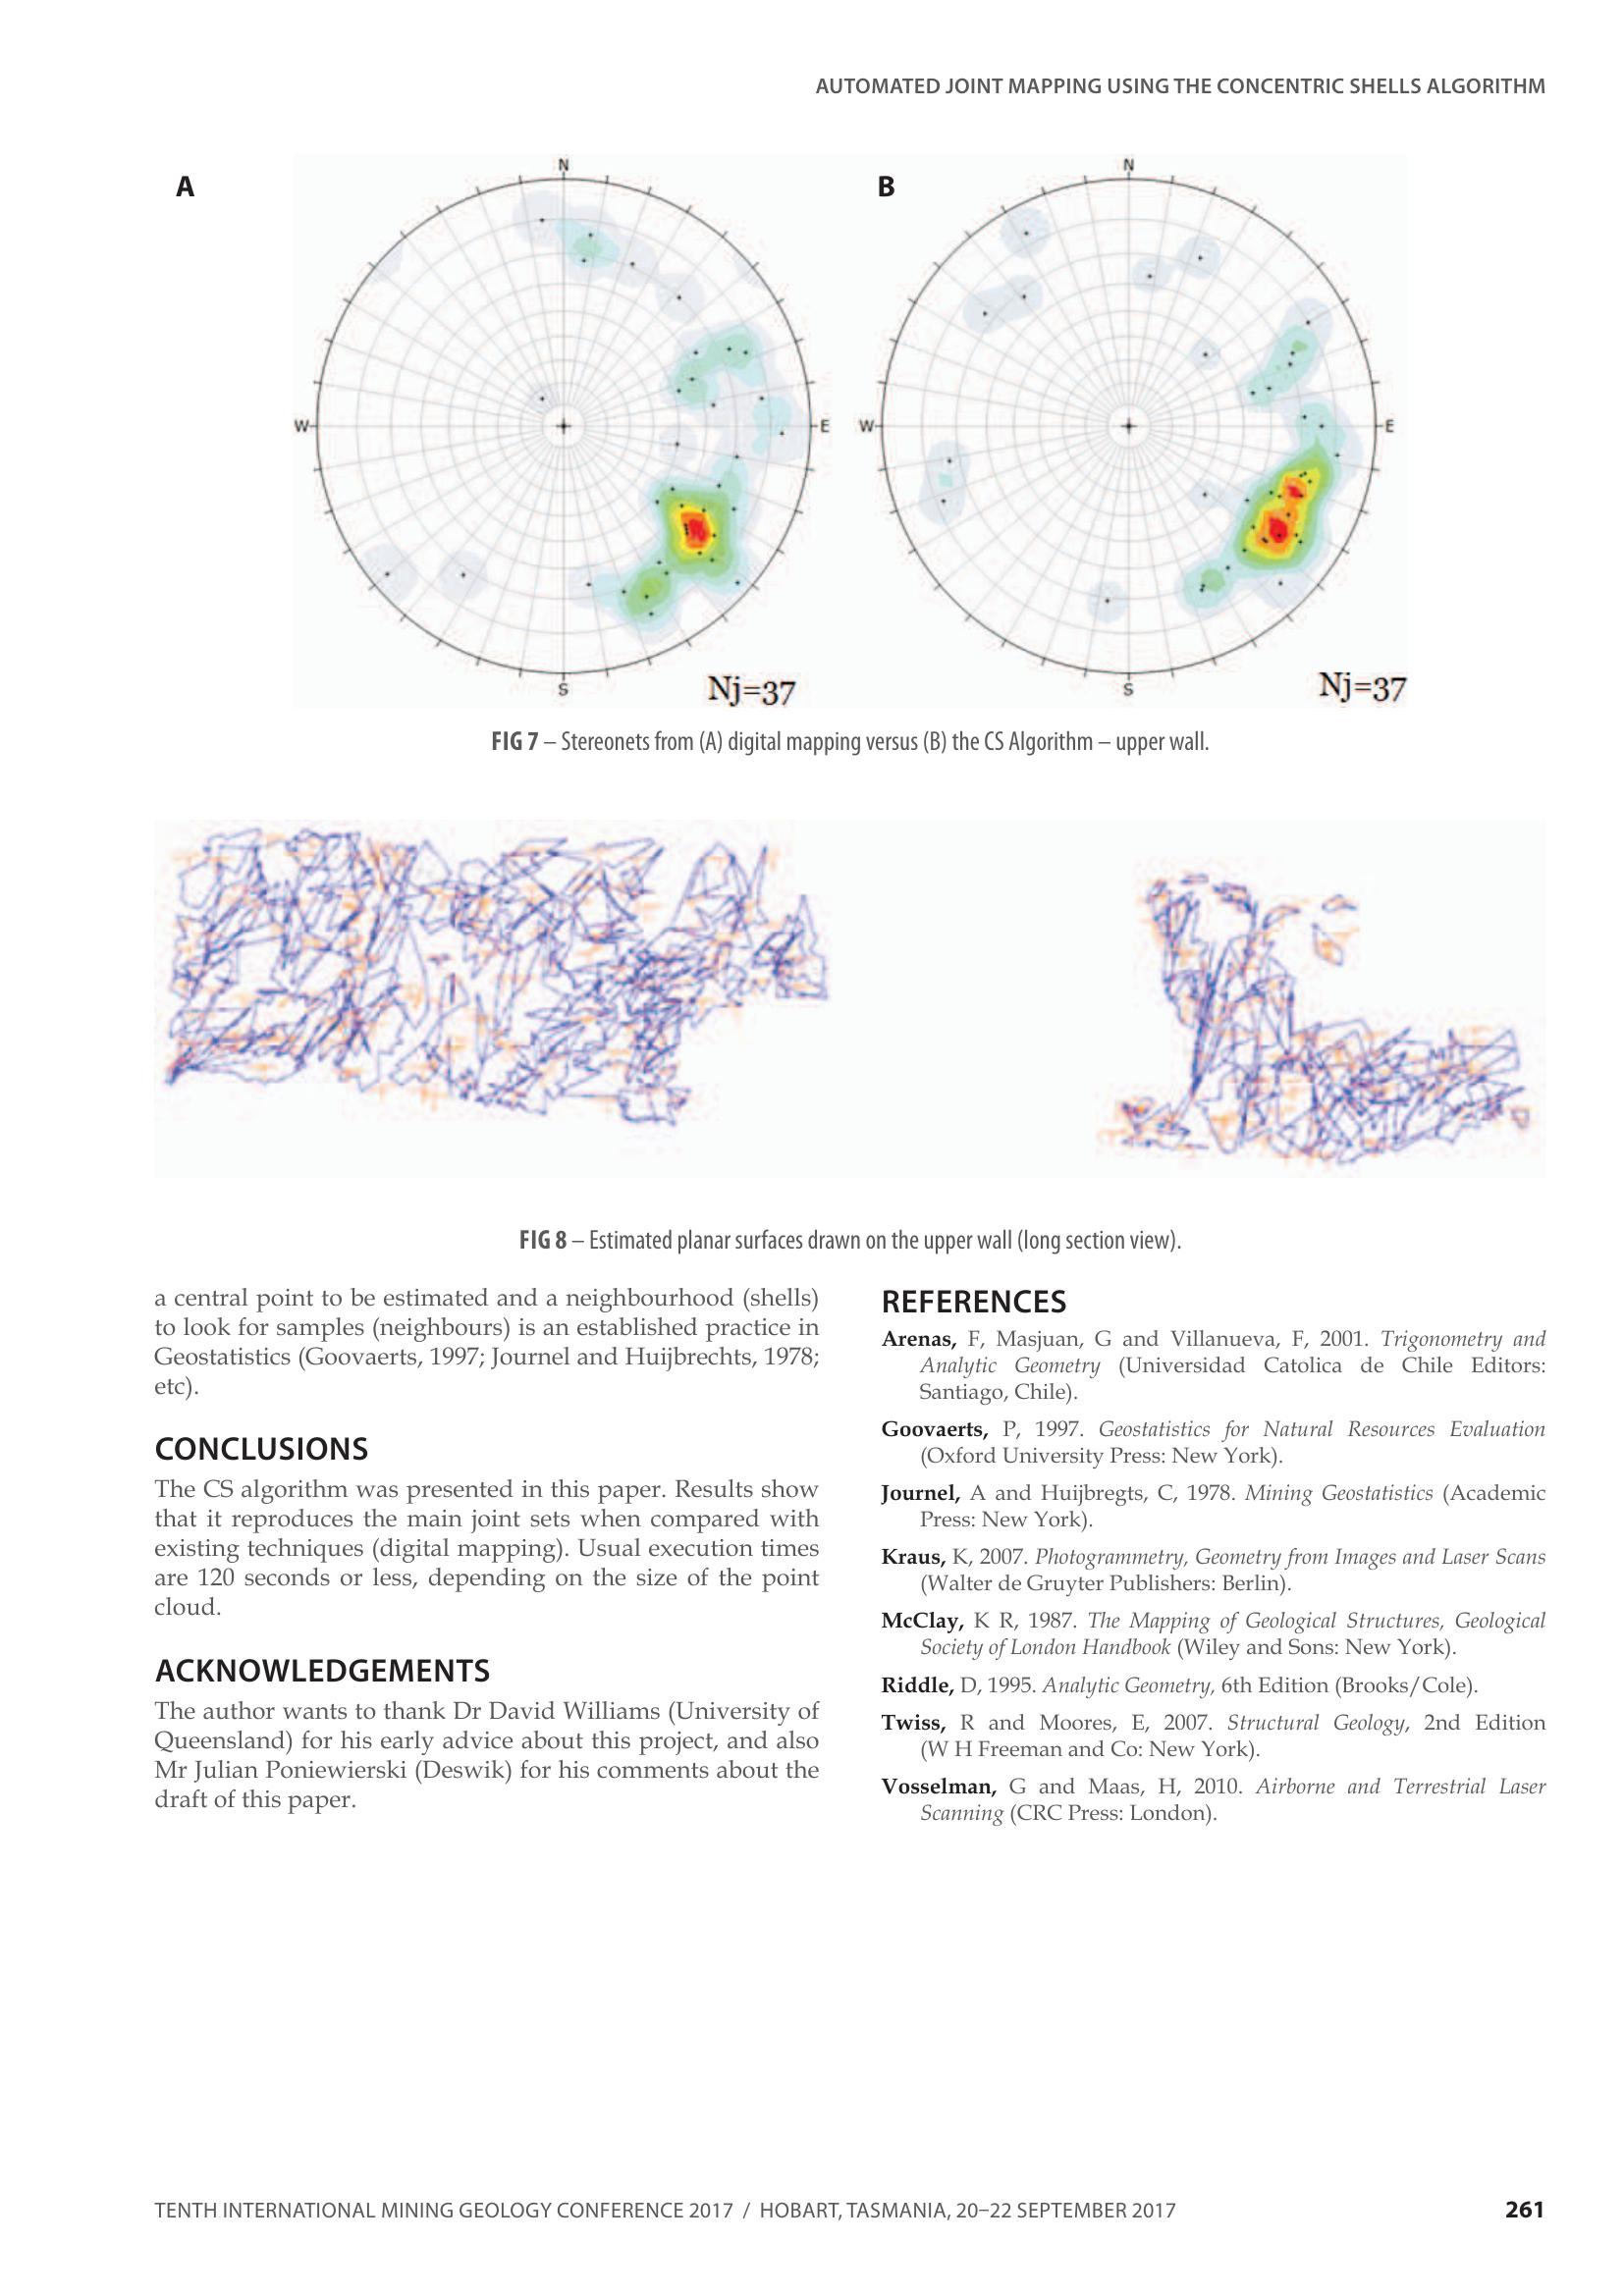 AUTOMATED JOINT MAPPING USING THE CONCENTRIC SHELLS ALGORITHM
A
B
N
N
W
E
W
E
S
S
Nj=37
Nj=37
FIG 7 – Stereonets from (A) digital mapping versus (B) the CS Algorithm – upper wall.
FIG 8 – Estimated planar surfaces drawn on the upper wall (long section view).
a central point to be estimated and a neighbourhood (shells)
to look for samples (neighbours) is an established practice in
Geostatistics (Goovaerts, 1997; Journel and Huijbrechts, 1978;
etc).
CONCLUSIONS
The CS algorithm was presented in this paper. Results show
that it reproduces the main joint sets when compared with
existing techniques (digital mapping). Usual execution times
are 120 seconds or less, depending on the size of the point
cloud.
ACKNOWLEDGEMENTS
The author wants to thank Dr David Williams (University of
Queensland) for his early advice about this project, and also
Mr Julian Poniewierski (Deswik) for his comments about the
draft of this paper.
REFERENCES
Arenas, F, Masjuan, G and Villanueva, F, 2001. Trigonometry and
Analytic Geometry (Universidad Catolica de Chile Editors:
Santiago, Chile).
Goovaerts, P, 1997. Geostatistics for Natural Resources Evaluation
(Oxford University Press: New York).
Journel, A and Huijbregts, C, 1978. Mining Geostatistics (Academic
Press: New York).
Kraus, K, 2007. Photogrammetry, Geometry from Images and Laser Scans
(Walter de Gruyter Publishers: Berlin).
McClay, K R, 1987. The Mapping of Geological Structures, Geological
Society of London Handbook (Wiley and Sons: New York).
Riddle, D, 1995. Analytic Geometry, 6th Edition (Brooks/Cole).
Twiss, R and Moores, E, 2007. Structural Geology, 2nd Edition
(W H Freeman and Co: New York).
Vosselman, G and Maas, H, 2010. Airborne and Terrestrial Laser
Scanning (CRC Press: London).
TENTH INTERNATIONAL MINING GEOLOGY CONFERENCE 2017 / HOBART, TASMANIA, 20–22 SEPTEMBER 2017
261